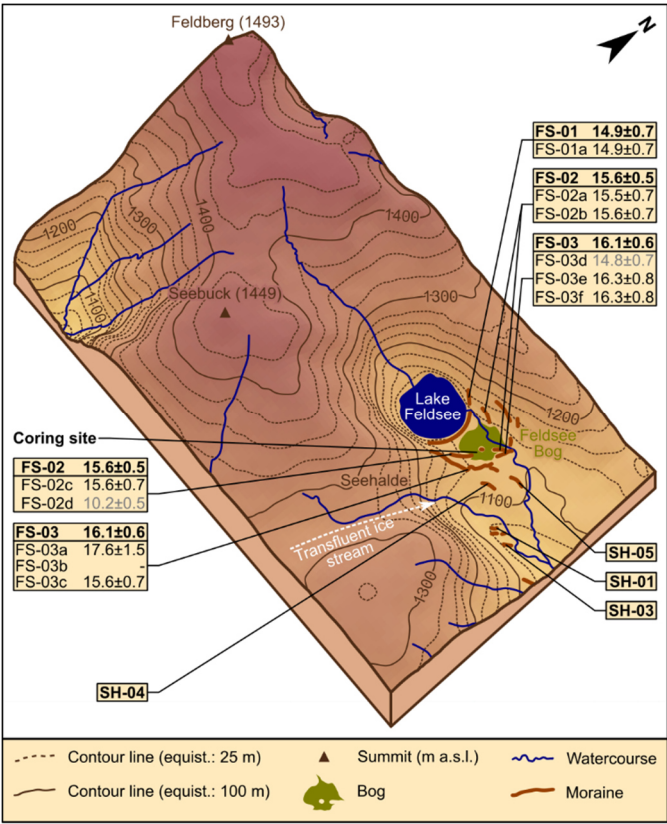 Feldberg (1493)
N
FS-01 14.9±0.7
FS-01a 14.9±0.7
FS-02 15.6±0.5
FS-02a 15.5±0.7
FS-02b 15.6±0.7
FS-03 16.1±0.6
FS-03d 14.8±0.7
FS-03e 16.3±0.8
FS-03f 16.3±0.8
1200
1300
1400
1100
1400
Seebuck (1449)
1300
1200
Lake
Feldsee
Feldsee
Bog
Coring site
FS-02 15.6±0.5
FS-02c 15.6±0.7
FS-02d 10.2±0.5
Seehalde
1100
FS-03 16.1±0.6
FS-03a 17.6±1.5
FS-03b -
FS-03c 15.6±0.7
Transfluent ice
stream
1300
SH-05
SH-01
SH-03
SH-04
Contour line (equist.: 25 m)
Summit (m a.s.l.)
Watercourse
Contour line (equist.: 100 m)
Bog
Moraine